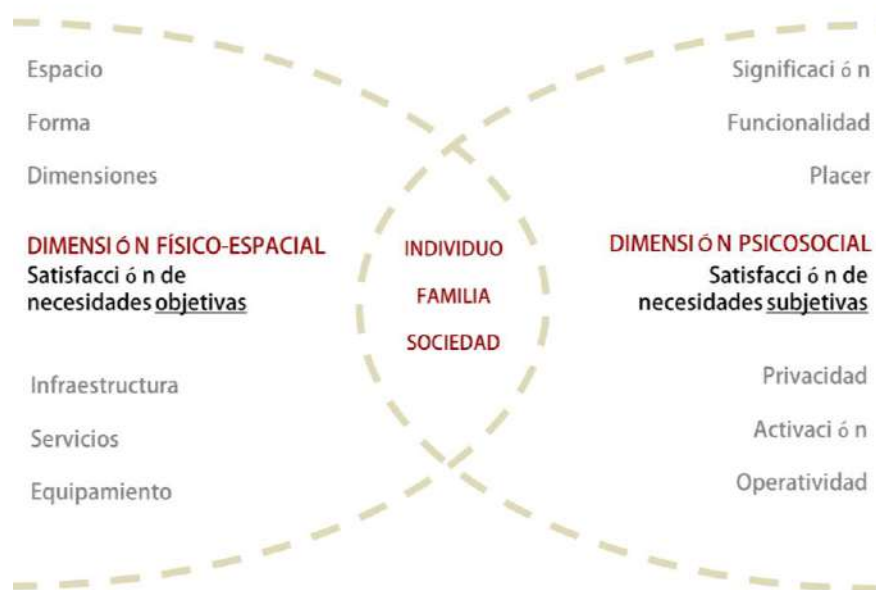 Espacio
Forma
Dimensiones
DIMENSI Ó N FÍSICO-ESPACIAL
Satisfacci ó n de
necesidades objetivas
Infraestructura
Servicios
Equipamiento
INDIVIDUO
FAMILIA
SOCIEDAD
Significaci ó n
Funcionalidad
Placer
DIMENSI Ó N PSICOSOCIAL
Satisfacci ó n de
necesidades subjetivas
Privacidad
Activaci ó n
Operatividad